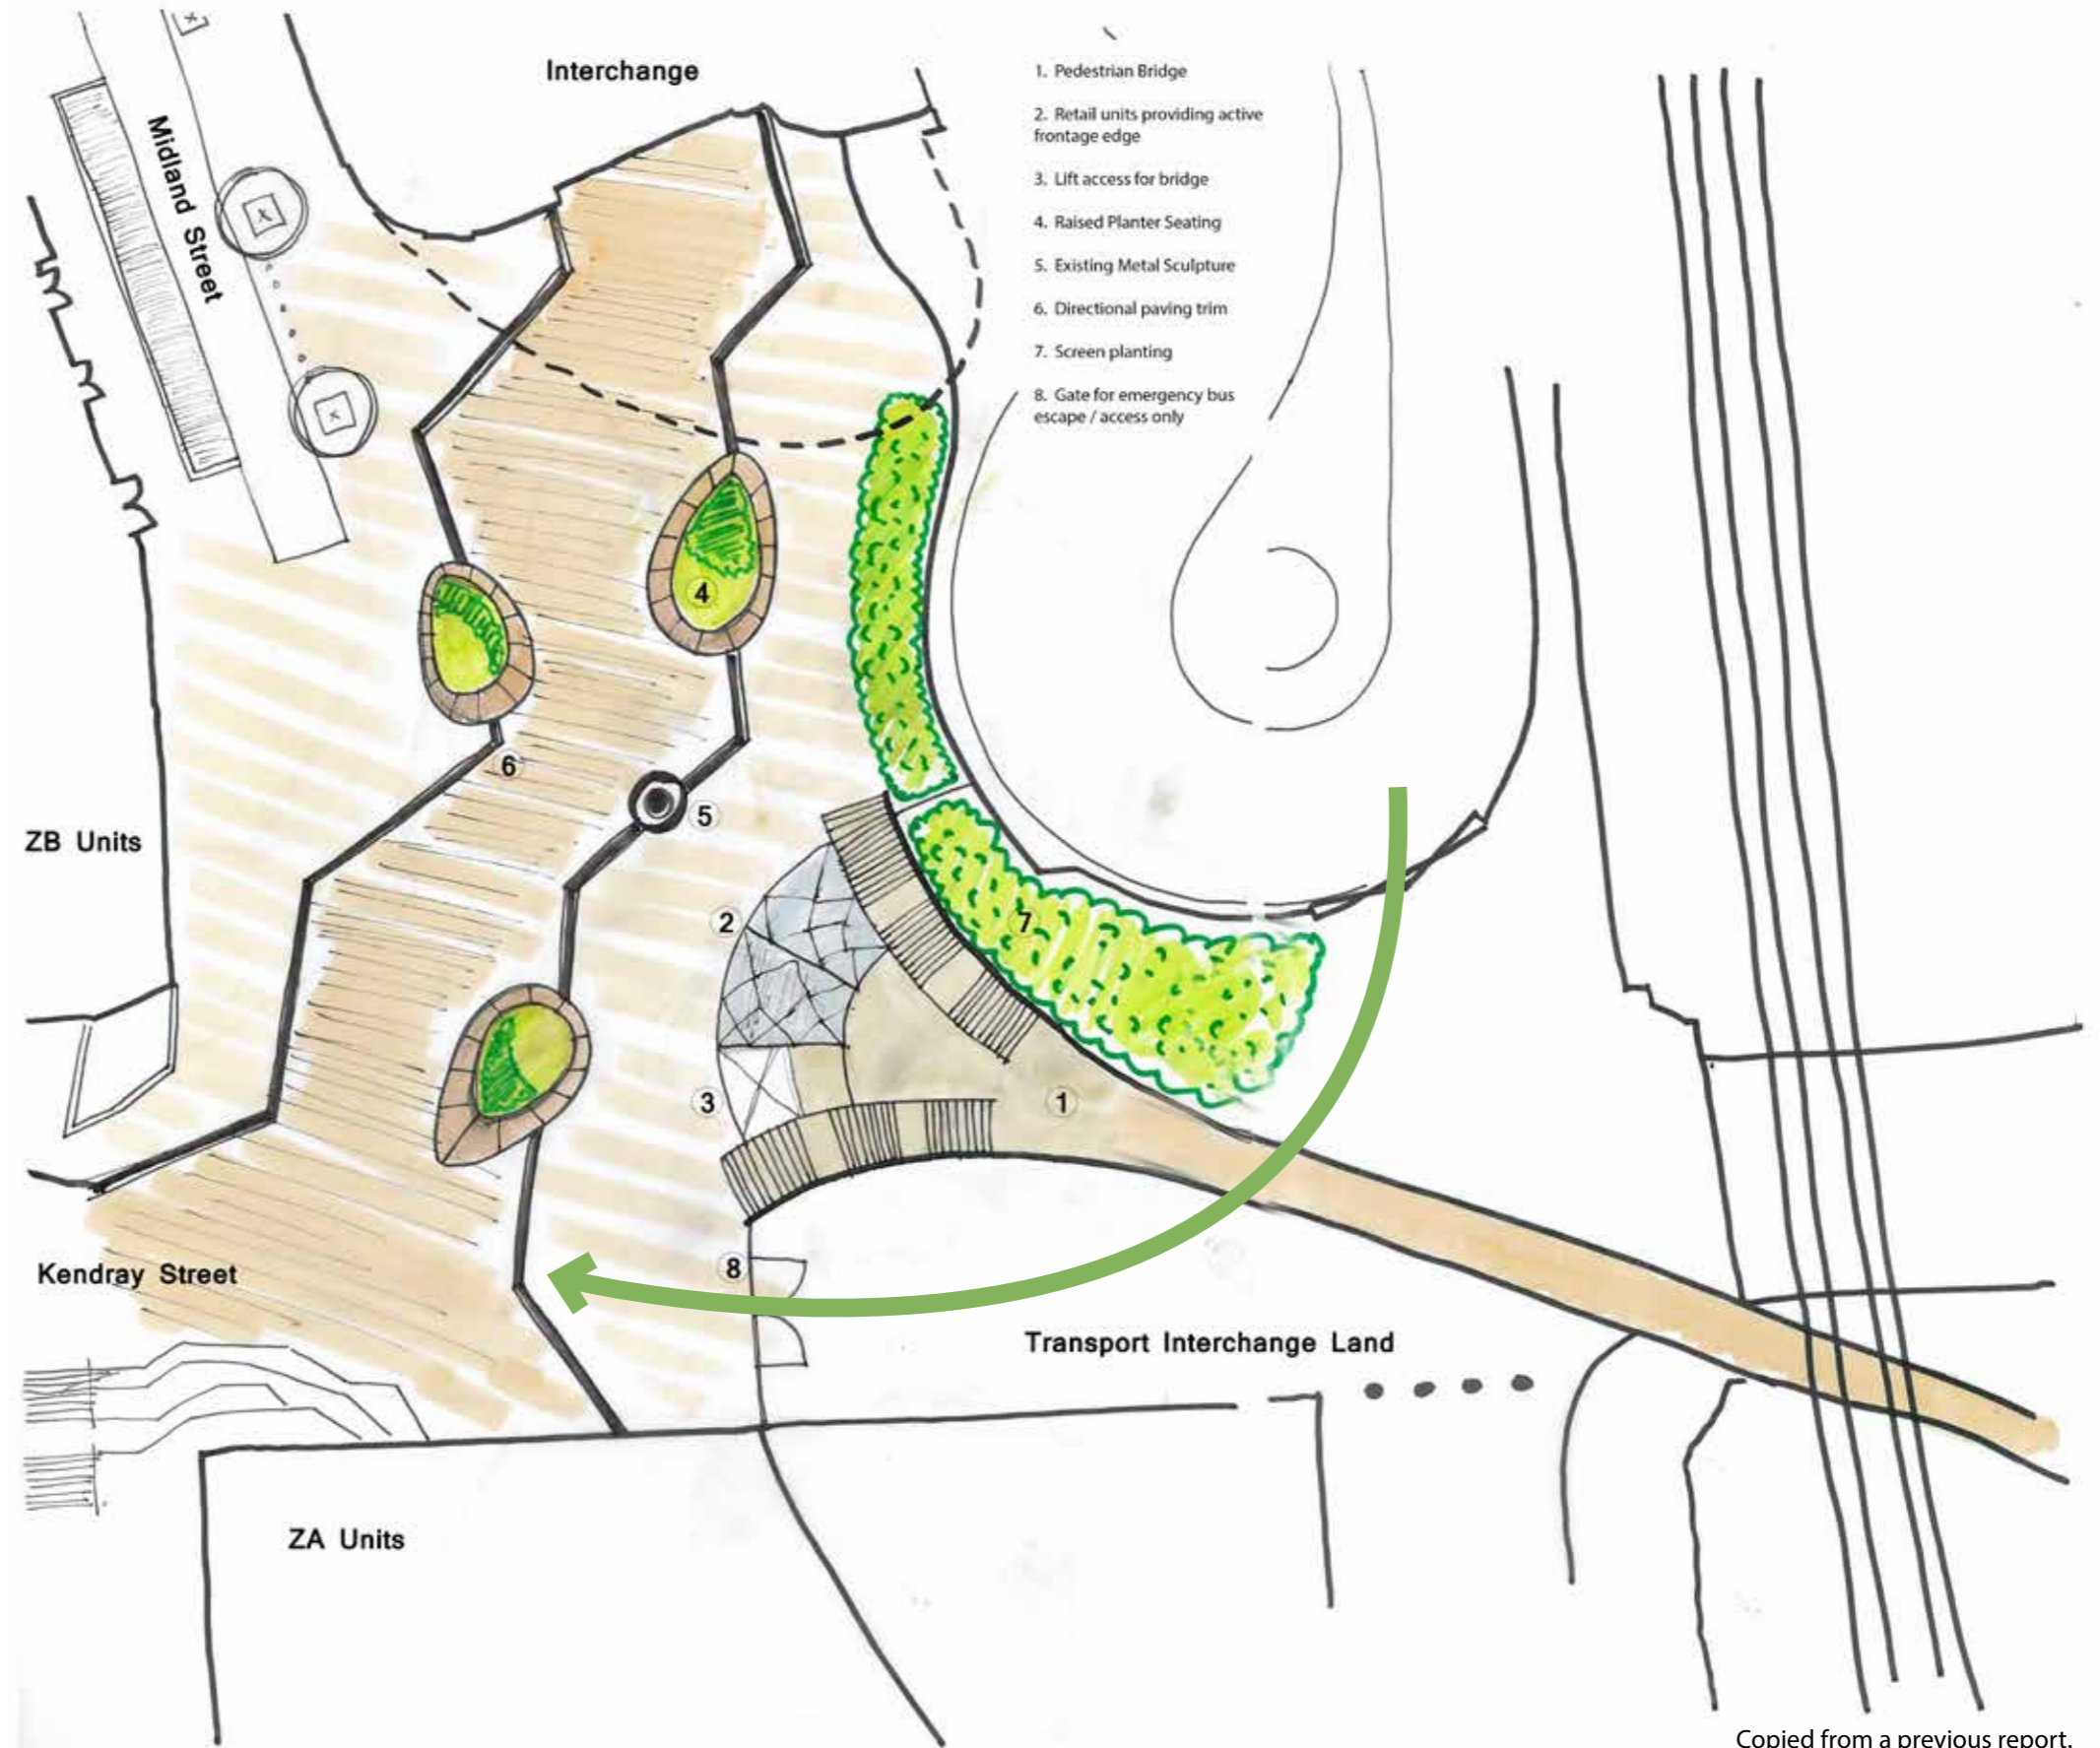 Interchange
1. Pedestrian Bridge
2. Retail units providing active
frontage edge
3. Lift access for bridge
4. Raised Planter Seating
5. Existing Metal Sculpture
6. Directional paving trim
7. Screen planting
8. Gate for emergency bus
escape / access only
Midland Street
x
x
x
4
6
5
ZB Units
2
7
3
1
8
Kendray Street
Transport Interchange Land
ZA Units
Copied from a previous report.